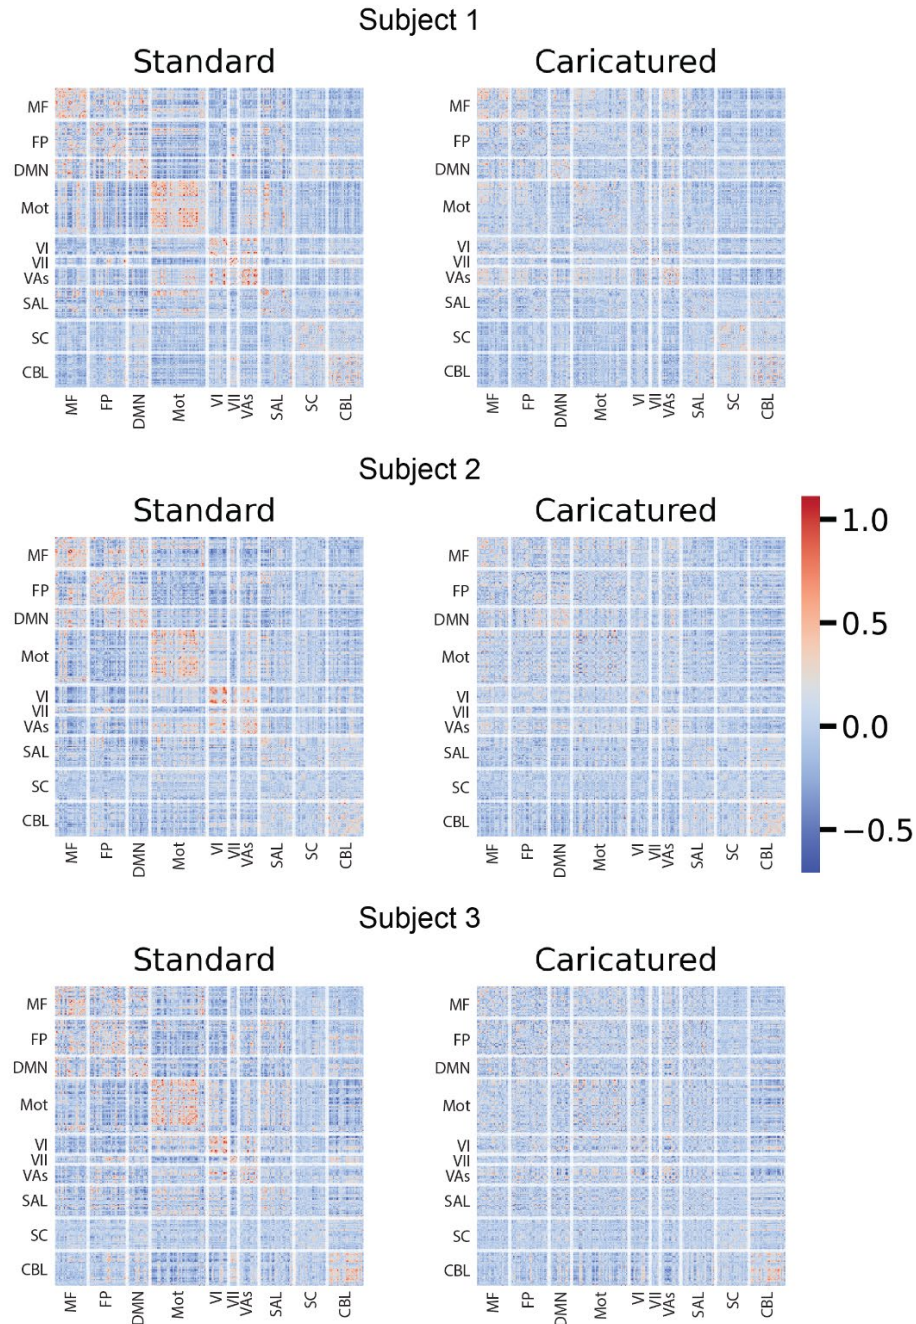 Subject 1
Standard Caricatured
MF MF
FP FP
DMN DMN
Mot Mot
VI VI
VII VII
VAs VAs
SAL SAL
SC SC
CBL CBL
MF FP DMN Mot VI VII VAs SAL SC CBL MF FP DMN Mot VI VII VAs SAL SC CBL
Subject 2
Standard Caricatured
1.0
MF MF
FP FP
0.5
DMN DMN
Mot Mot
VI VI
0.0
VII VII
VAs VAs
SAL SAL
SC SC
CBL CBL
−0.5
MF FP DMN Mot VI VII VAs SAL SC CBL MF FP DMN Mot VI VII VAs SAL SC CBL
Subject 3
Standard Caricatured
MF MF
FP FP
DMN DMN
Mot Mot
VI VI
VII VII
VAs VAs
SAL SAL
SC SC
CBL CBL
MF FP DMN Mot VI VII VAs SAL SC CBL MF FP DMN Mot VI VII VAs SAL SC CBL